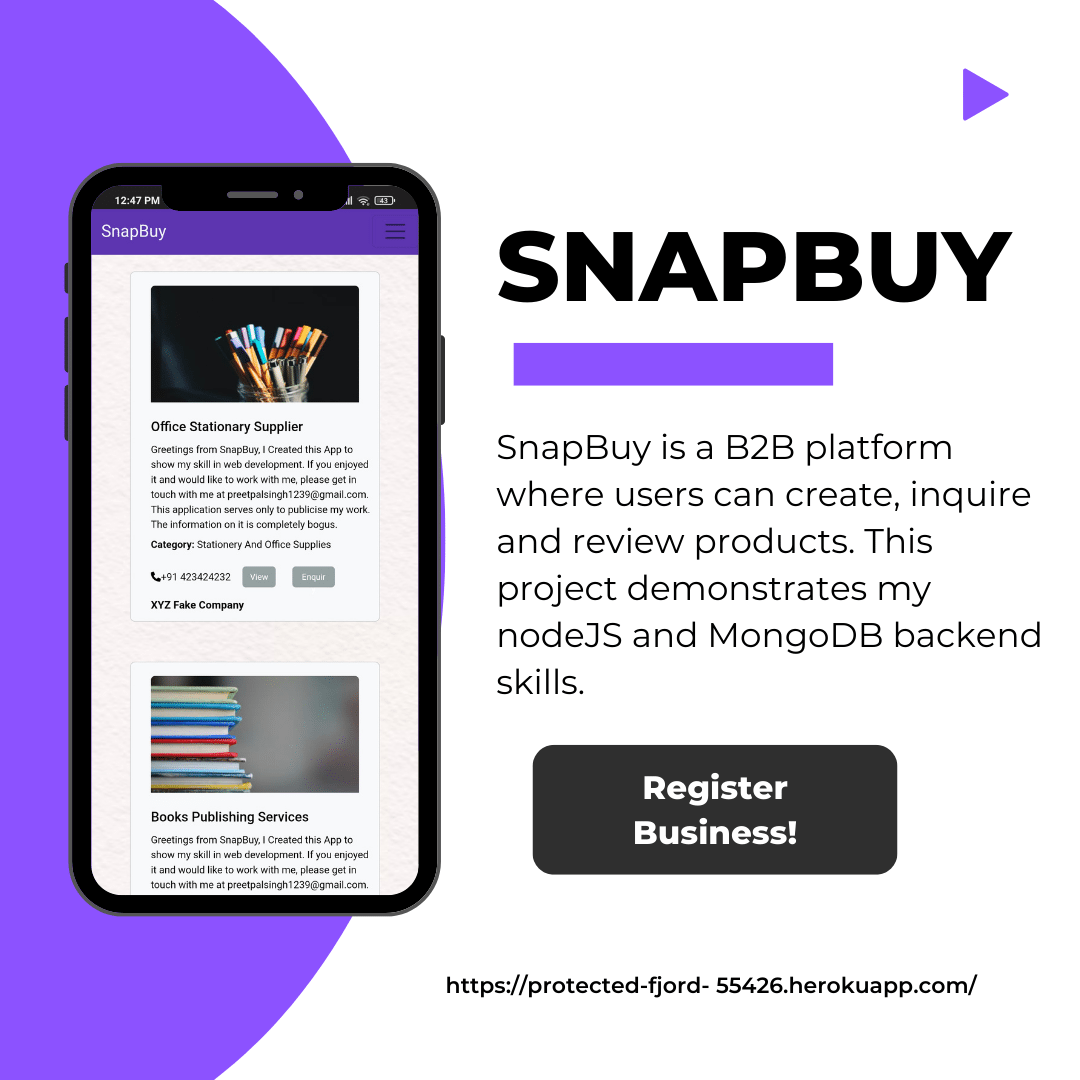 12:47 PM
43
SnapBuy
Office Stationary Supplier
Greetings from SnapBuy, I Created this App to
show my skill in web development. If you enjoyed
it and would like to work with me, please get in
touch with me at preetpalsingh1239@gmail.com.
This application serves only to publicise my work.
The information on it is completely bogus.
Category: Stationery And Office Supplies
+91 423424232 View Enquir
XYZ Fake Company
Books Publishing Services
Greetings from SnapBuy, I Created this App to
show my skill in web development. If you enjoyed
it and would like to work with me, please get in
touch with me at preetpalsingh1239@gmail.com.
SNAPBUY
SnapBuy is a B2B platform
where users can create, inquire
and review products. This
project demonstrates my
nodeJS and MongoDB backend
skills.
Register
Business!
https://protected-fjord- 55426.herokuapp.com/